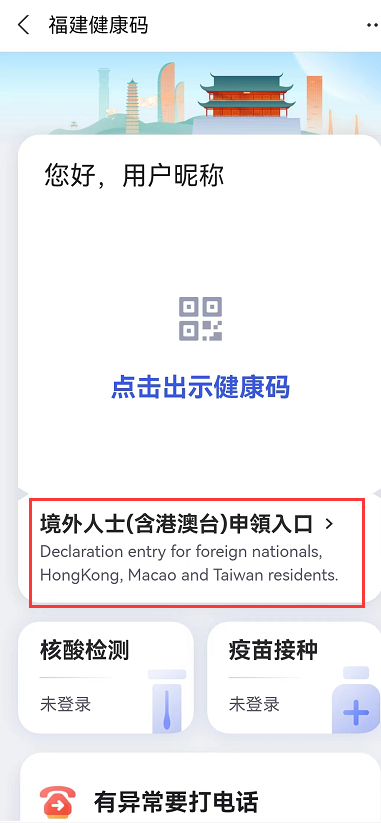 福建健康码
您好，用户昵称
点击出示健康码
境外人士(含港澳台)申領入口
Declaration entry for foreign nationals,
HongKong, Macao and Taiwan residents.
核酸检测
疫苗接种
未登录
未登录
有异常要打电话